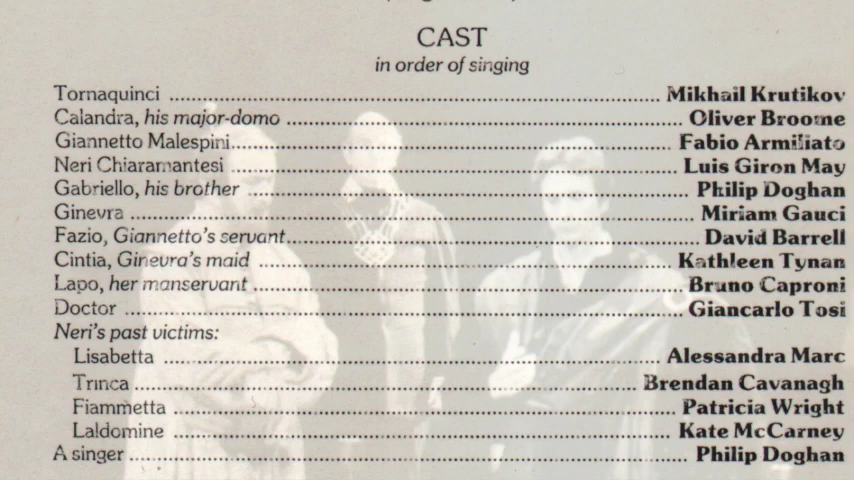 CAST
in order of singing
Tornaquinci ........ Mikhail Krutikov
Calandra, his major-domo ........ Oliver Broome
Giannetto Malespini ........ Fabio Armiliato
Neri Chiaramantesi ........ Luis Giron May
Gabriello, his brother ........ Philip Doghan
Ginevra ........ Miriam Gauci
Fazio, Giannetto's servant ........ David Barrell
Cintia, Ginevra's maid ........ Kathleen Tynan
Lapo, her manservant ........ Bruno Caproni
Doctor ........ Giancarlo Tosi
Neri's past victims:
Lisabetta ........ Alessandra Marc
Trinca ........ Brendan Cavanagh
Fiammetta ........ Patricia Wright
Laldomine ........ Kate McCarney
A singer ........ Philip Doghan